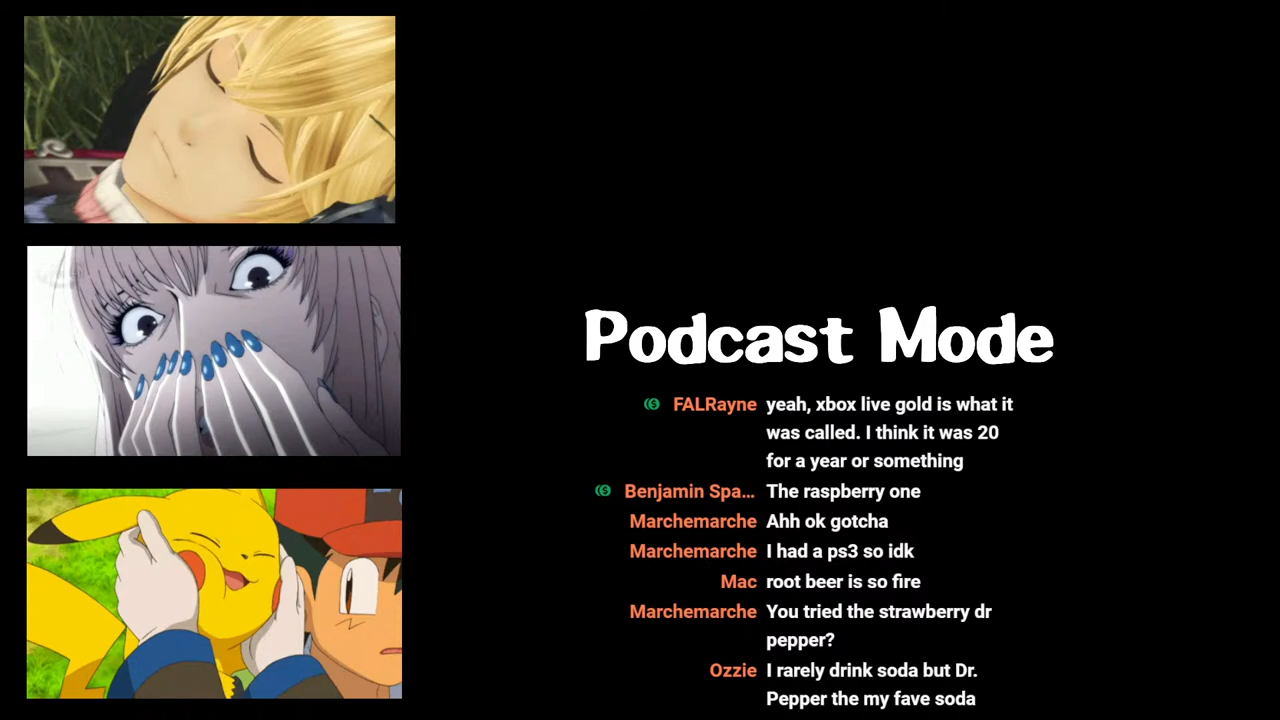 Podcast Mode
FALRayne yeah, xbox live gold is what it
was called. I think it was 20
for a year or something
Benjamin Spa... The raspberry one
Marchemarche Ahh ok gotcha
Marchemarche I had a ps3 so idk
Mac root beer is so fire
Marchemarche You tried the strawberry dr
pepper?
Ozzie I rarely drink soda but Dr.
Pepper the my fave soda